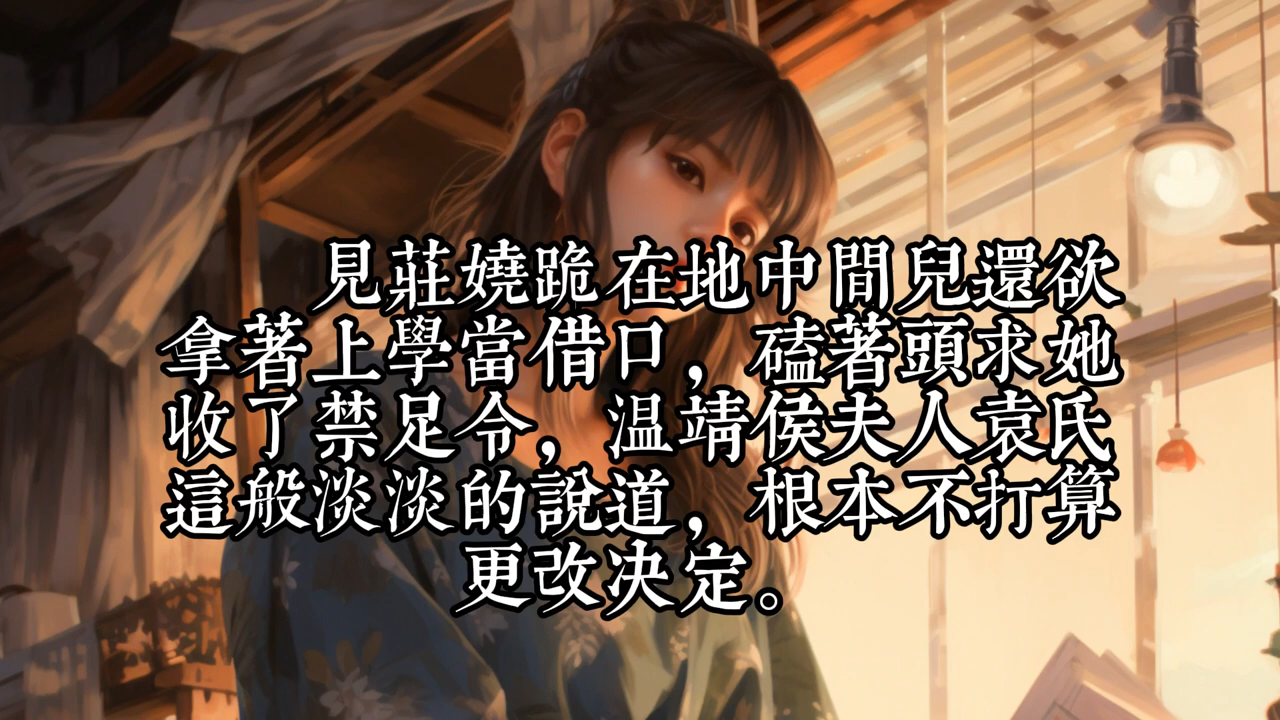 見莊嬈跪在地中間兒還欲
拿著上學當借口，磕著頭求她
收了禁足令，温靖侯夫人袁氏
這般淡淡的說道，根本不打算
更改决定。